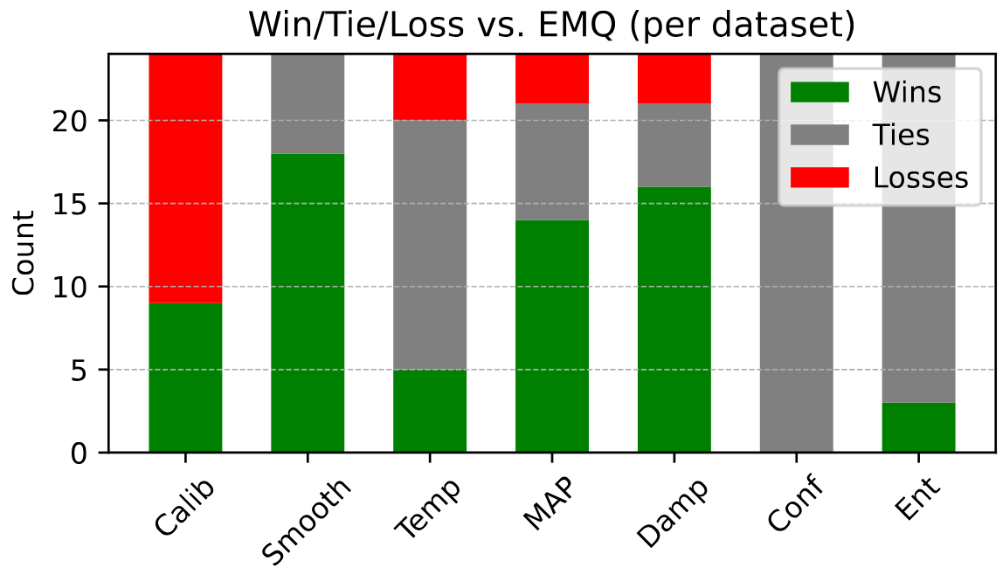 Win/Tie/Loss vs. EMQ (per dataset)
Count
20
15
10
5
0
Wins
Ties
Losses
Calib
Smooth
Temp
MAP
Damp
Conf
Ent